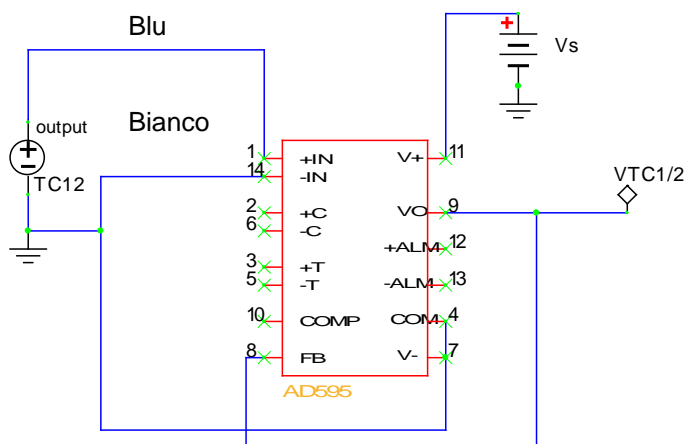 Blu
+
Vs
output
Bianco
TC12
1 +IN V+ 11
14 -IN
VTC1/2
2 +C VO 9
6 -C +ALM 12
3 +T
5 -T -ALM 13
10 COMP COM 4
8 FB V- 7
AD595